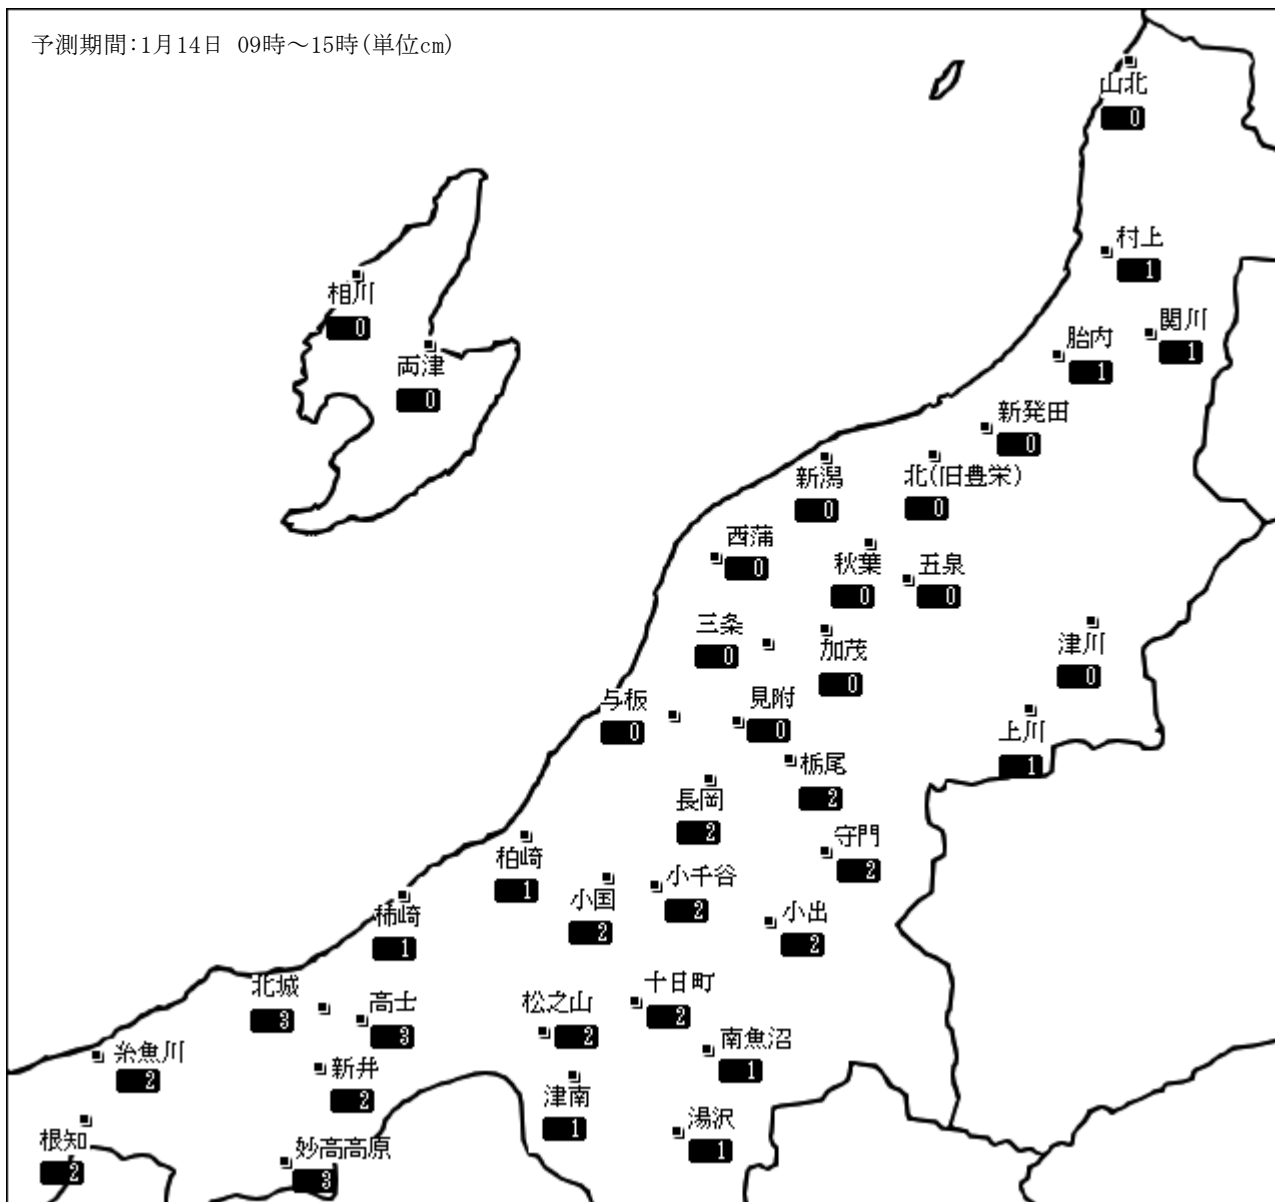 予測期間:1月14日 09時～15時(単位cm)
山北
0
村上
1
相川
0
関川
1
胎内
1
両津
0
新発田
0
新潟
0
北(旧豊栄)
0
西蒲
0
秋葉
0
五泉
0
三条
0
加茂
0
津川
0
与板
0
見附
0
上川
1
栃尾
2
長岡
2
守門
2
柏崎
1
小千谷
2
小国
2
小出
2
柿崎
1
北城
3
高士
3
松之山
2
十日町
2
南魚沼
1
糸魚川
2
新井
2
津南
1
湯沢
1
根知
2
妙高高原
3